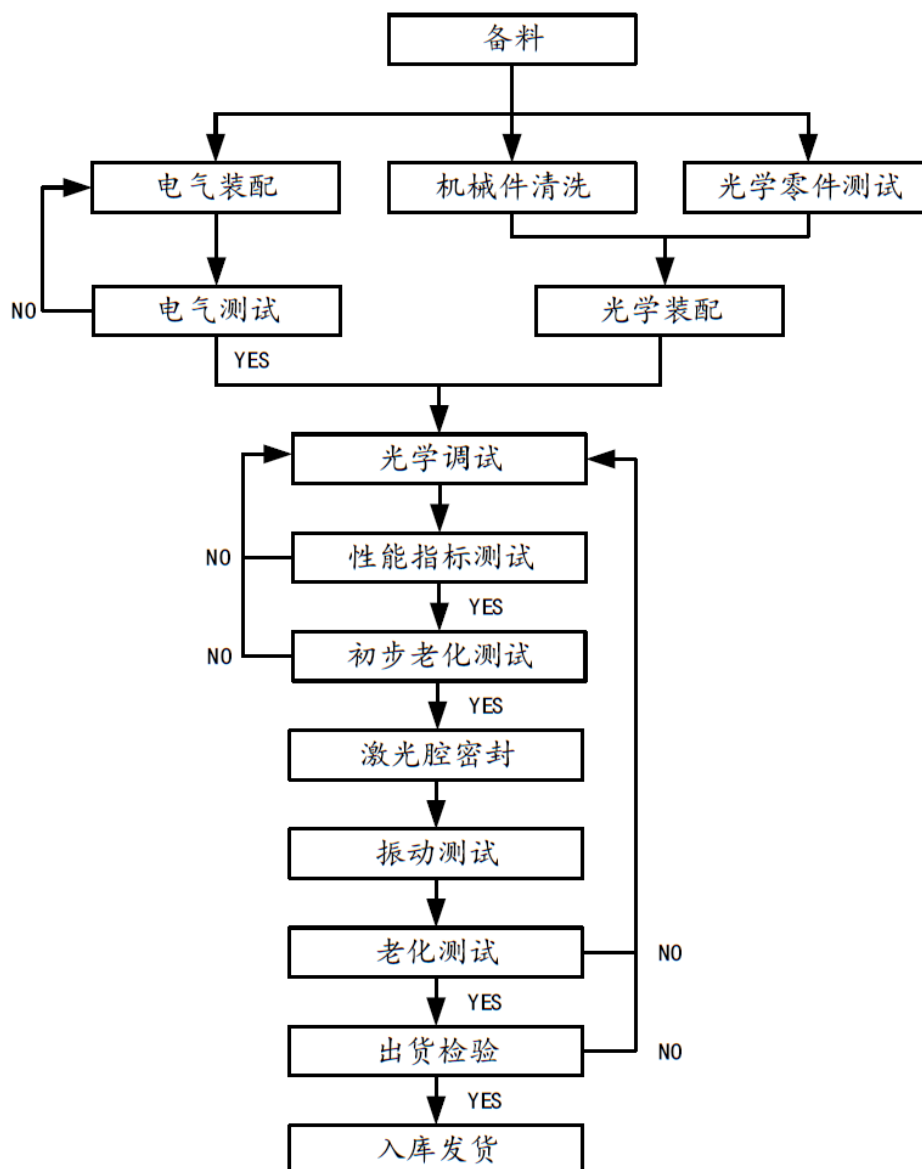 备料
电气装配
机械件清洗
光学零件测试
NO
电气测试
光学装配
YES
光学调试
NO
性能指标测试
YES
NO
初步老化测试
YES
激光腔密封
振动测试
老化测试
NO
YES
出货检验
NO
YES
入库发货